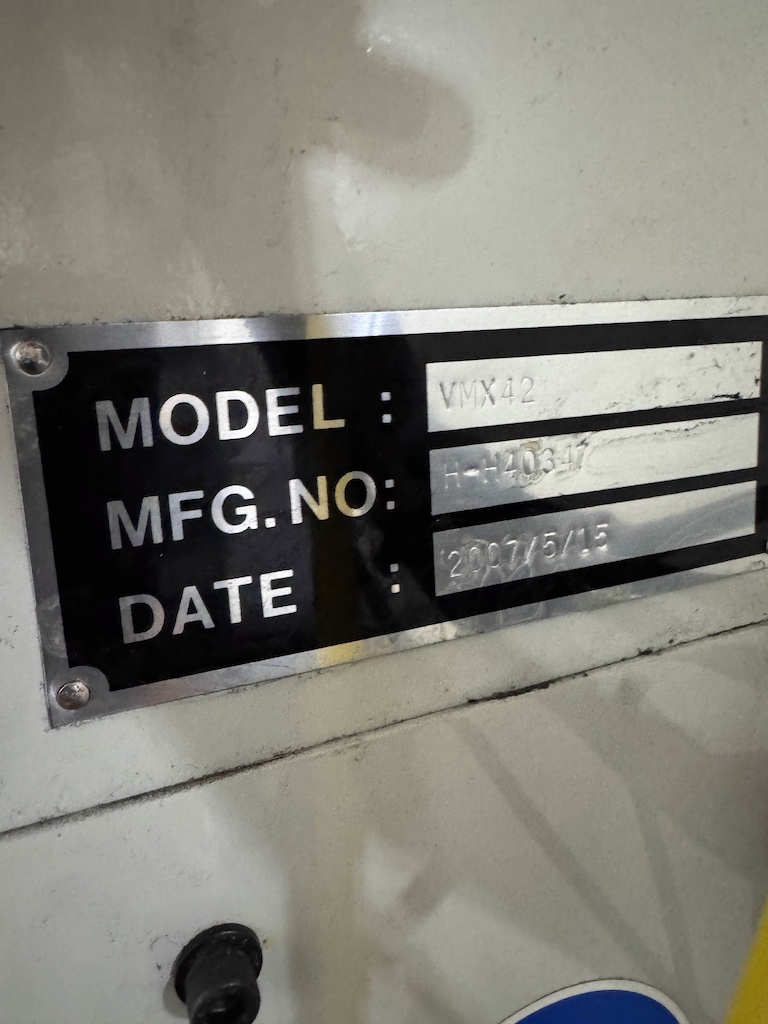 MODEL : VMX42
MFG. NO: H-H40347
DATE : 2007/5/15